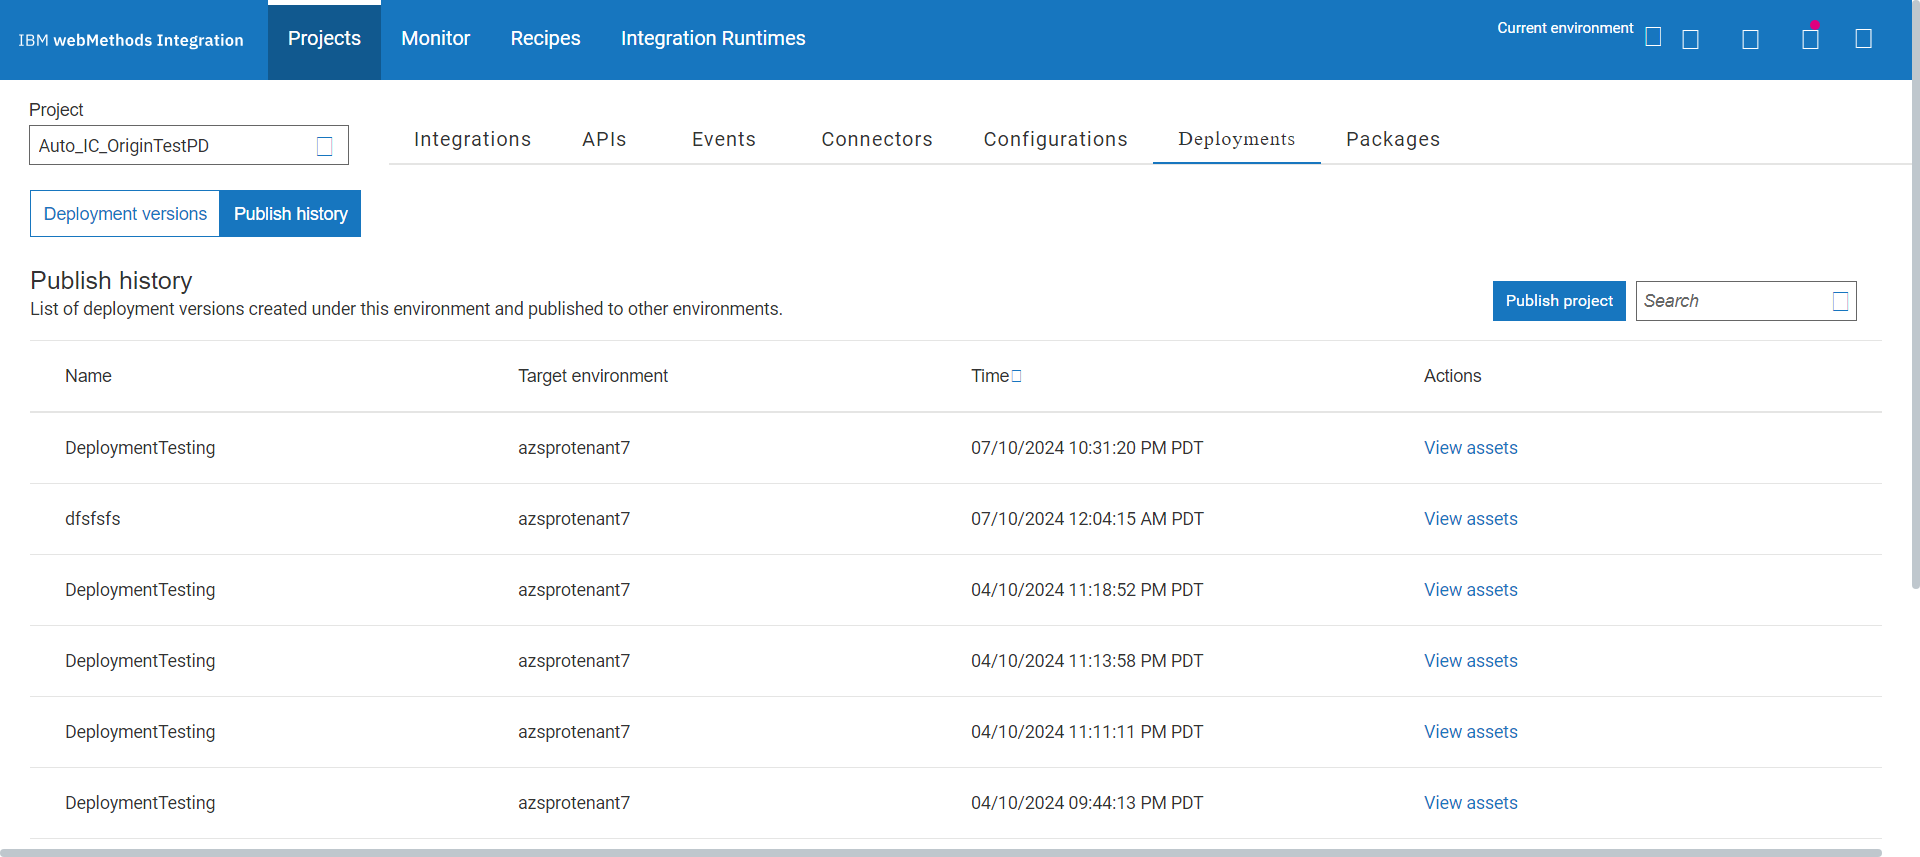 IBM webMethods Integration
Projects
Monitor
Recipes
Integration Runtimes
Current environment
Project
Auto_IC_OriginTestPD
Integrations
APIs
Events
Connectors
Configurations
Deployments
Packages
Deployment versions
Publish history
Publish history
List of deployment versions created under this environment and published to other environments.
Publish project
Search
Name Target environment Time Actions
DeploymentTesting azsprotenant7 07/10/2024 10:31:20 PM PDT View assets
dfsfsfs azsprotenant7 07/10/2024 12:04:15 AM PDT View assets
DeploymentTesting azsprotenant7 04/10/2024 11:18:52 PM PDT View assets
DeploymentTesting azsprotenant7 04/10/2024 11:13:58 PM PDT View assets
DeploymentTesting azsprotenant7 04/10/2024 11:11:11 PM PDT View assets
DeploymentTesting azsprotenant7 04/10/2024 09:44:13 PM PDT View assets